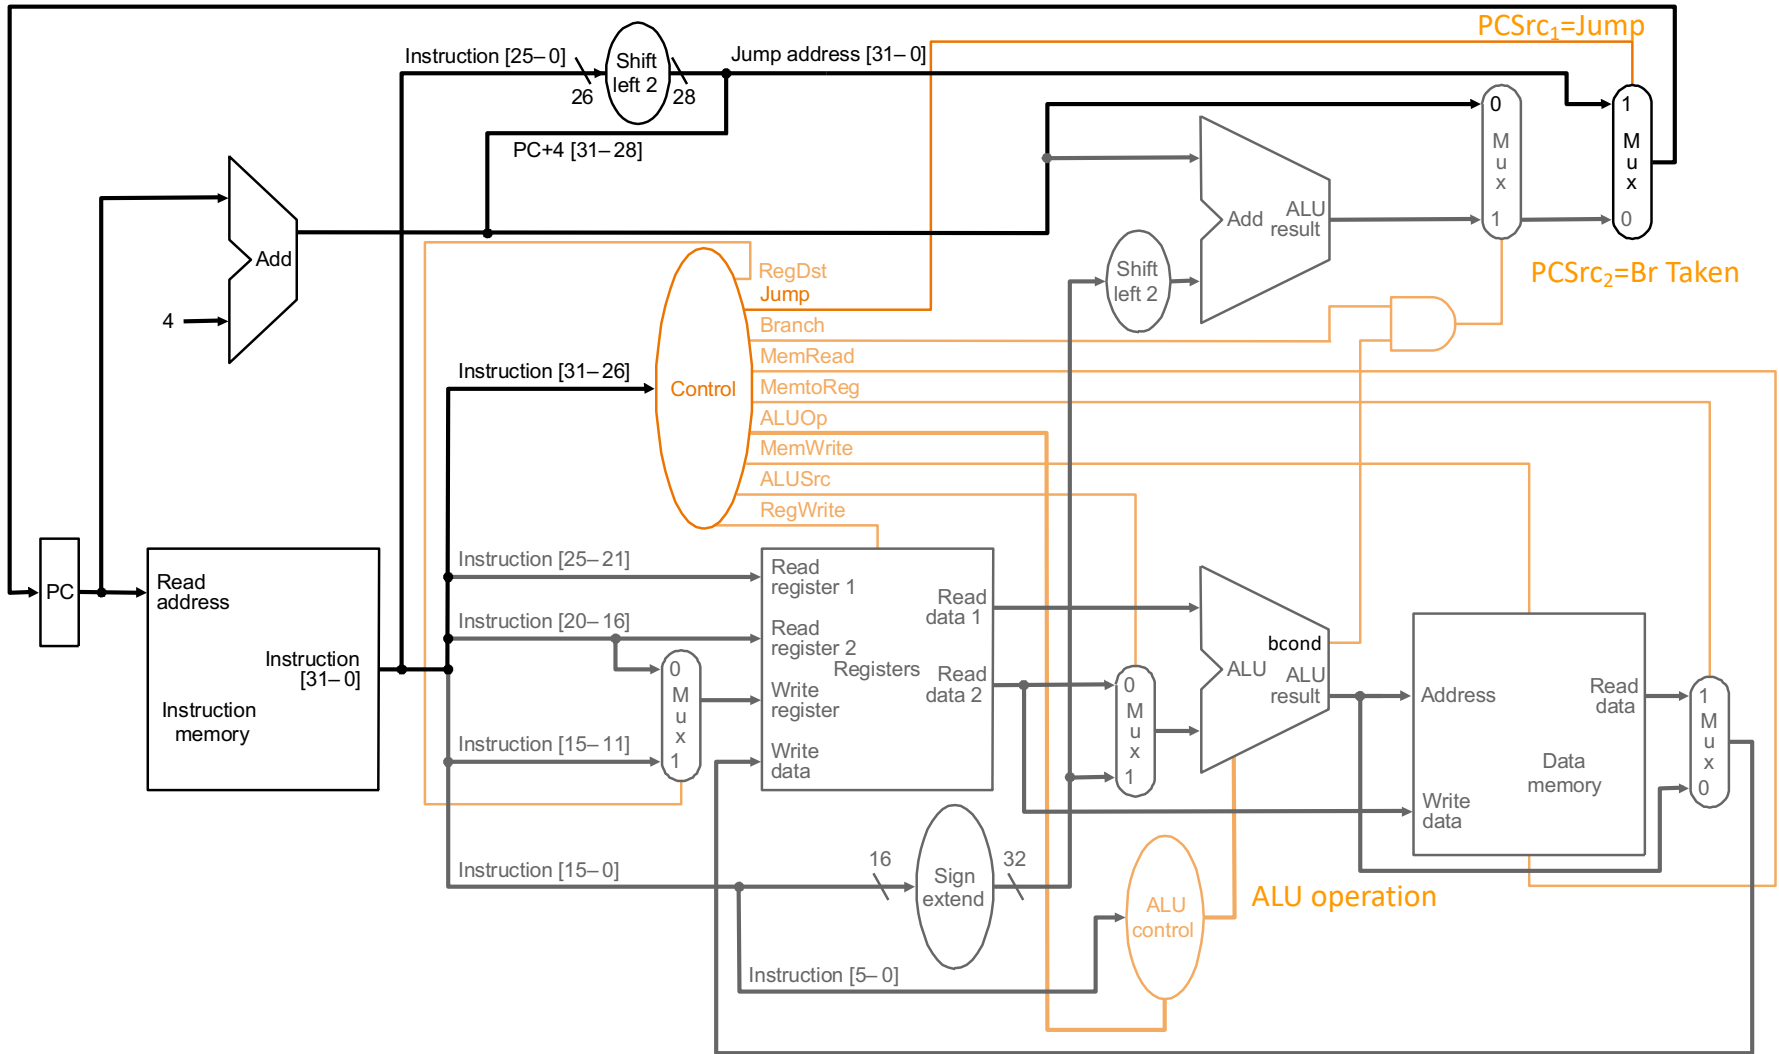 PCSrc1=Jump
Instruction [25–0]
Shift
left 2
Jump address [31–0]
26
28
PC+4 [31–28]
0
M
u
x
1
1
M
u
x
0
Add
ALU
result
Add
4
Shift
left 2
PCSrc2=Br Taken
RegDst
Jump
Branch
MemRead
MemtoReg
ALUOp
MemWrite
ALUSrc
RegWrite
Control
Instruction [31–26]
PC
Read
address
Instruction
[31–0]
Instruction
memory
Instruction [25–21]
Instruction [20–16]
Instruction [15–11]
Instruction [15–0]
0
M
u
x
1
Read
register 1
Read
register 2
Write
register
Write
data
Registers
Read
data 1
Read
data 2
0
M
u
x
1
bcond
ALU
ALU
result
Address
Write
data
Read
data
Data
memory
1
M
u
x
0
16
Sign
extend
32
ALU
control
ALU operation
Instruction [5–0]